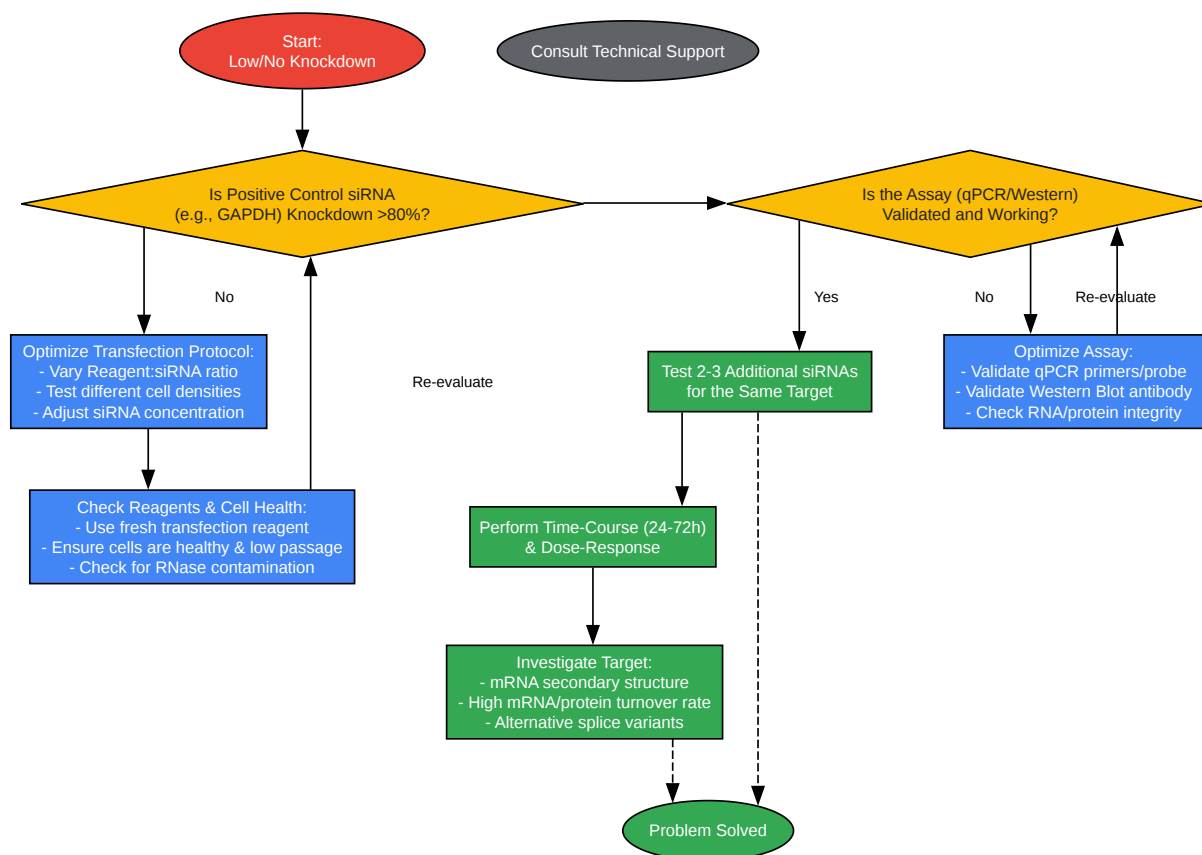 Start:
Low/No Knockdown
Consult Technical Support
Is Positive Control siRNA
(e.g., GAPDH) Knockdown >80%?
Is the Assay (qPCR/Western)
Validated and Working?
No
Yes
No
Re-evaluate
Optimize Transfection Protocol:
- Vary Reagent:siRNA ratio
- Test different cell densities
- Adjust siRNA concentration
Re-evaluate
Test 2-3 Additional siRNAs
for the Same Target
Optimize Assay:
- Validate qPCR primers/probe
- Validate Western Blot antibody
- Check RNA/protein integrity
Check Reagents & Cell Health:
- Use fresh transfection reagent
- Ensure cells are healthy & low passage
- Check for RNase contamination
Perform Time-Course (24-72h)
& Dose-Response
Investigate Target:
- mRNA secondary structure
- High mRNA/protein turnover rate
- Alternative splice variants
Problem Solved